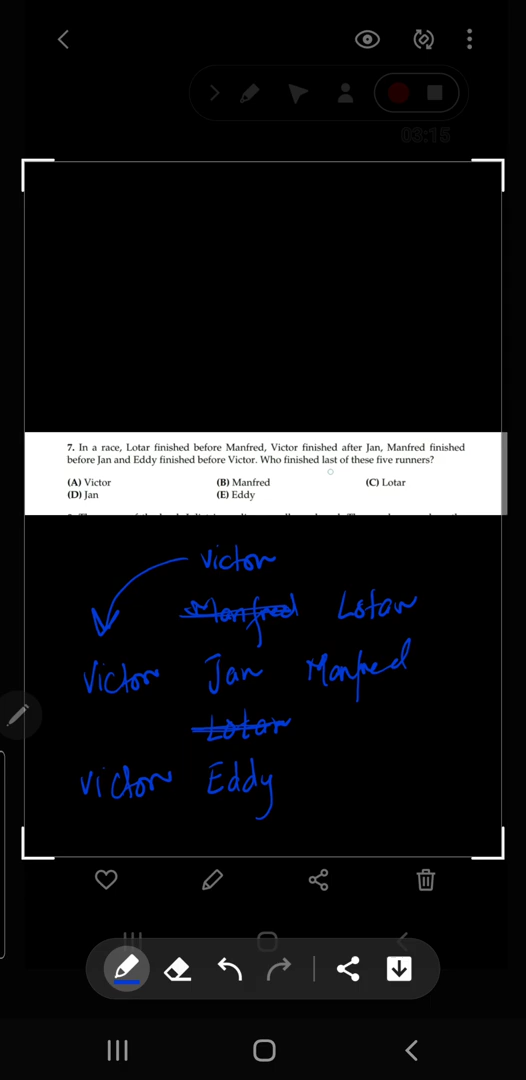 03:15
7. In a race, Lotar finished before Manfred, Victor finished after Jan, Manfred finished
before Jan and Eddy finished before Victor. Who finished last of these five runners?
(A) Victor (B) Manfred (C) Lotar
(D) Jan (E) Eddy
Victor
Manfred Lotar
Victor Jan Manfred
Lotar
Victor Eddy